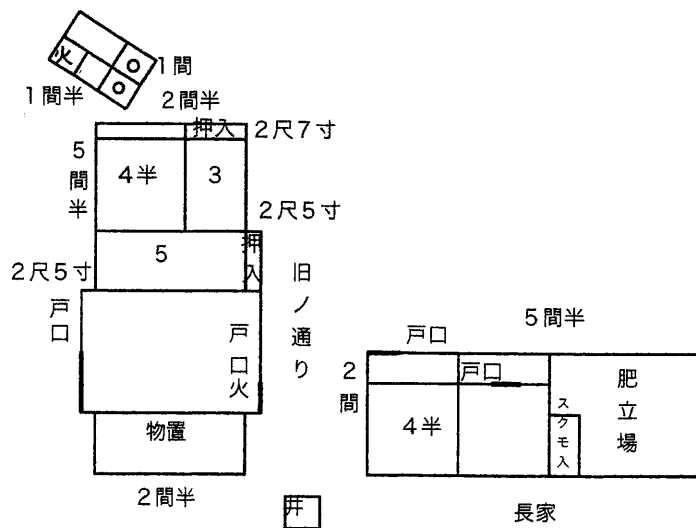 火
1間
1間半
2間半
押入
2尺7寸
5間半
4半
3
2尺5寸
5
押入
2尺5寸
旧ノ通り
戸口
戸口火
物置
2間半
井
5間半
戸口
戸口
2間
4半
スクモ入
肥立場
長家